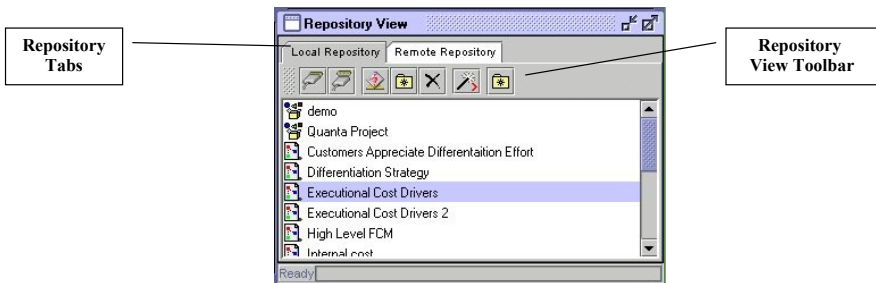 Repository View
Repository
Tabs
Local Repository Remote Repository
Repository
View Toolbar
demo
Quanta Project
Customers Appreciate Differentaition Effort
Differentiation Strategy
Executional Cost Drivers
Executional Cost Drivers 2
High Level FCM
Internal cost
Ready